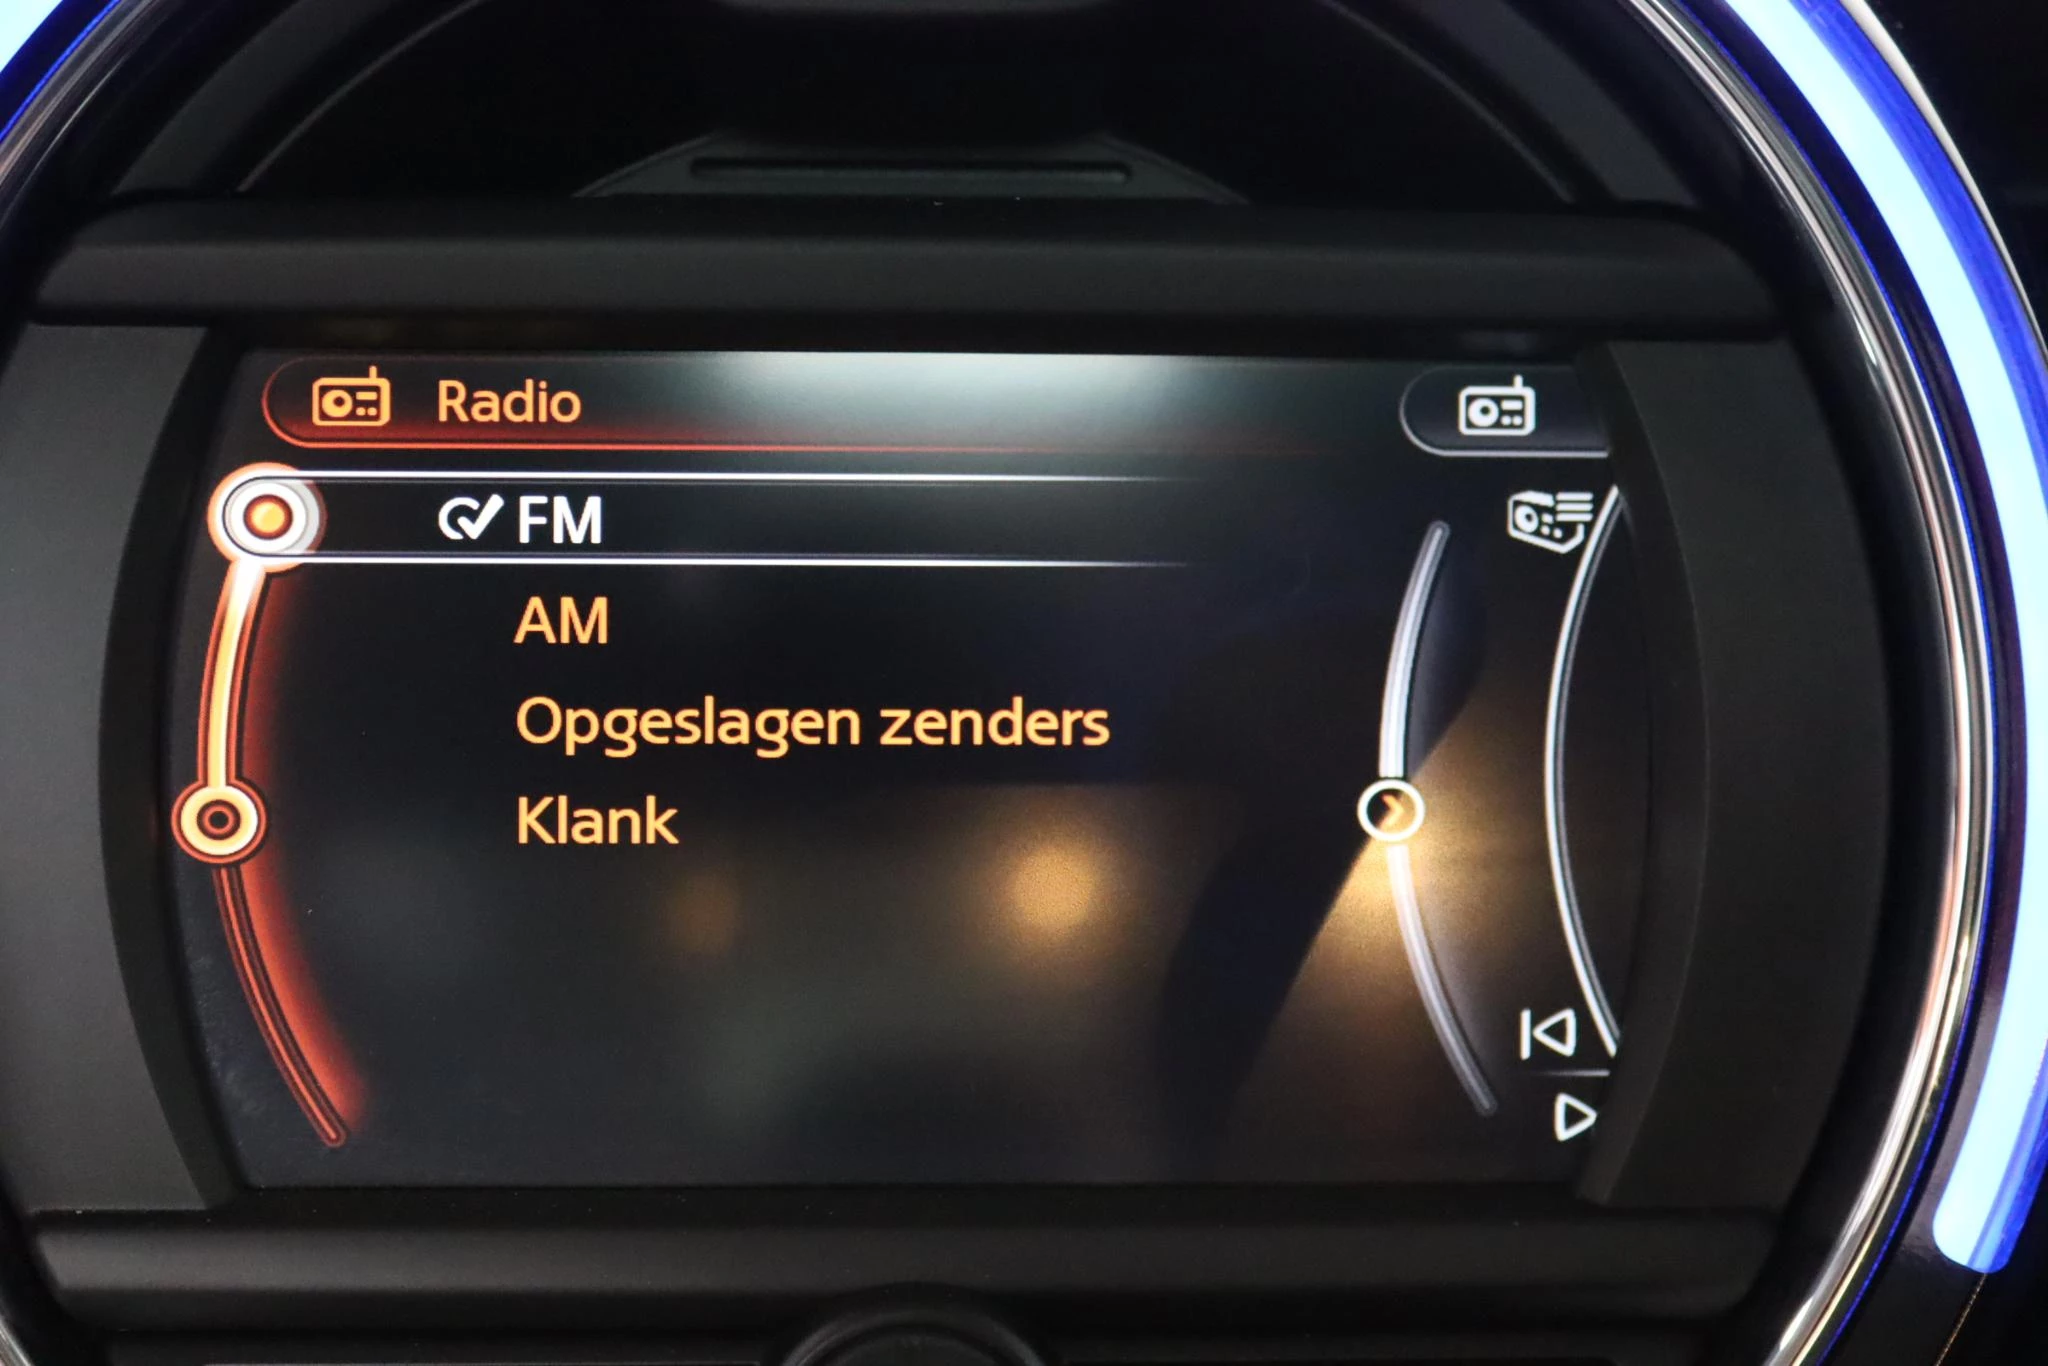 Radio
FM
AM
Opgeslagen zenders
Klank